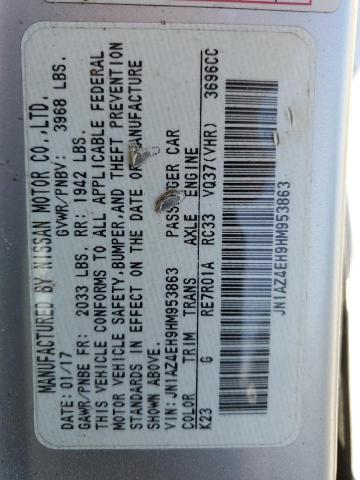 MANUFACTURED BY NISSAN MOTOR CO.,LTD.
DATE: 01/17 GVWR/PNBV: 3968 LBS.
GAWR/PNBE FR: 2033 LBS. RR: 1942 LBS.
THIS VEHICLE CONFORMS TO ALL APPLICABLE FEDERAL
MOTOR VEHICLE SAFETY,BUMPER,AND THEFT PREVENTION
STANDARDS IN EFFECT ON THE DATE OF MANUFACTURE
SHOWN ABOVE.
VIN: JN1AZ4EH9HM953863 PASSENGER CAR
COLOR TRIM TRANS AXLE ENGINE
K23 G RE7R01A RC33 VQ37(VHR) 3696CC
JN1AZ4EH9HM953863